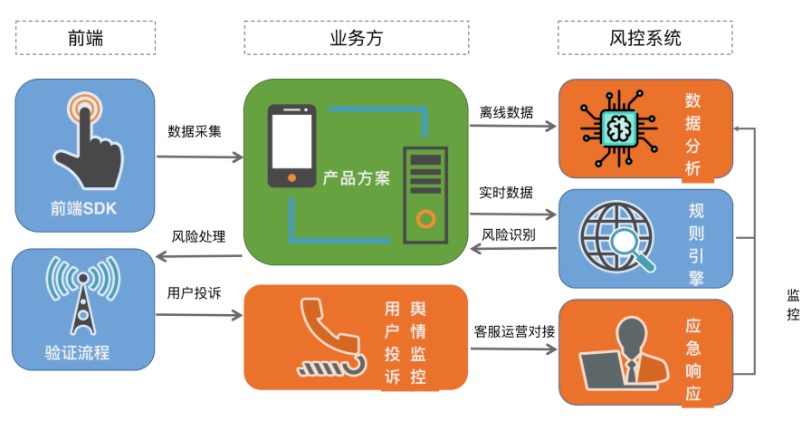 前端
业务方
风控系统
前端SDK
数据采集
产品方案
离线数据
数据分析
实时数据
风险识别
规则引擎
风险处理
验证流程
用户投诉
用户投诉
舆情监控
客服运营对接
应急响应
监控